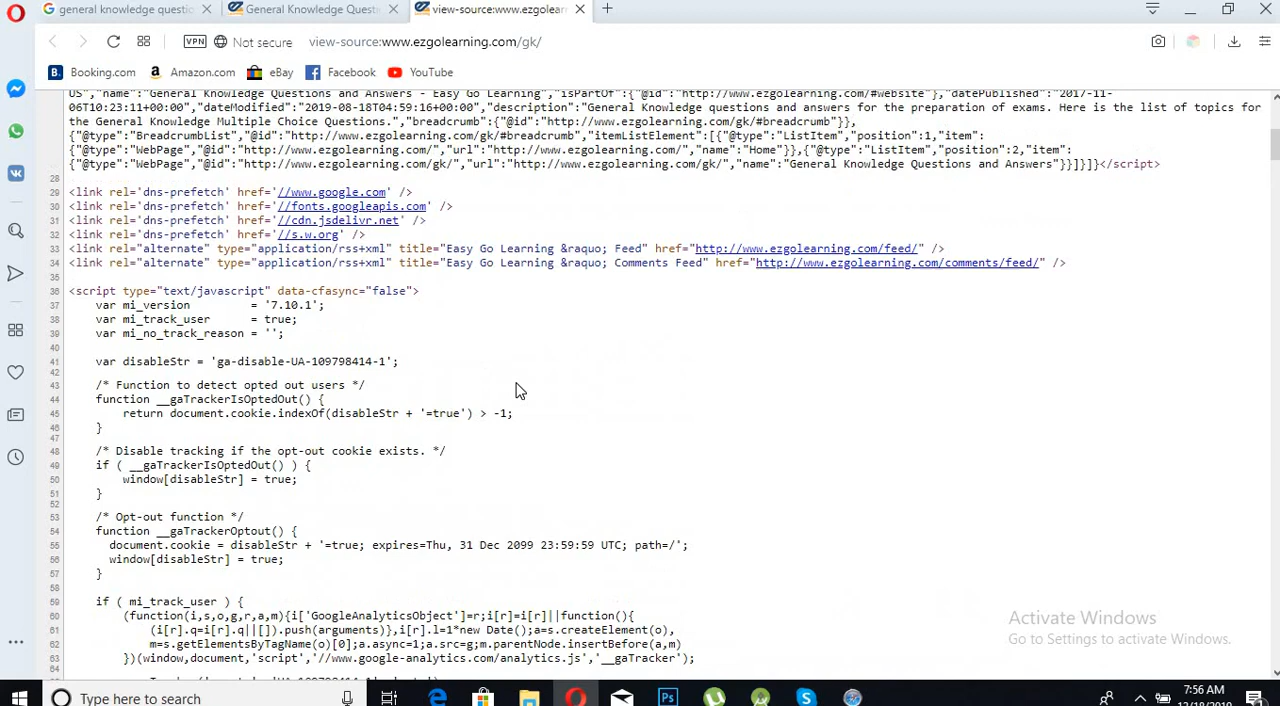 general knowledge questio
General Knowledge Questi
view-source:www.ezgolearn
VPN
Not secure
view-source:www.ezgolearning.com/gk/
B.
Booking.com
a
Amazon.com
eBay
Facebook
YouTube
US","name":"General Knowledge Questions and Answers - Easy Go Learning","isPartOf":{"@id":"http://www.ezgolearning.com/#website"},"datePublished":"2017-11-
06T10:23:11+00:00","dateModified":"2019-08-18T04:59:16+00:00","description":"General Knowledge questions and answers for the preparation of exams. Here is the list of topics for
the General Knowledge Multiple Choice Questions.","breadcrumb":{"@id":"http://www.ezgolearning.com/gk/#breadcrumb"}},
{"@type":"BreadcrumbList","@id":"http://www.ezgolearning.com/gk/#breadcrumb","itemListElement":[{"@type":"ListItem","position":1,"item":
{"@type":"WebPage","@id":"http://www.ezgolearning.com/","url":"http://www.ezgolearning.com/","name":"Home"}},{"@type":"ListItem","position":2,"item":
{"@type":"WebPage","@id":"http://www.ezgolearning.com/gk/","url":"http://www.ezgolearning.com/gk/","name":"General Knowledge Questions and Answers"}}]}]}</script>
28
29 <link rel='dns-prefetch' href='//www.google.com' />
30 <link rel='dns-prefetch' href='//fonts.googleapis.com' />
31 <link rel='dns-prefetch' href='//cdn.jsdelivr.net' />
32 <link rel='dns-prefetch' href='//s.w.org' />
33 <link rel="alternate" type="application/rss+xml" title="Easy Go Learning &raquo; Feed" href="http://www.ezgolearning.com/feed/" />
34 <link rel="alternate" type="application/rss+xml" title="Easy Go Learning &raquo; Comments Feed" href="http://www.ezgolearning.com/comments/feed/" />
35
36 <script type="text/javascript" data-cfasync="false">
37 var mi_version = '7.10.1';
38 var mi_track_user = true;
39 var mi_no_track_reason = '';
40
41 var disableStr = 'ga-disable-UA-109798414-1';
42
43 /* Function to detect opted out users */
44 function __gaTrackerIsOptedOut() {
45 return document.cookie.indexOf(disableStr + '=true') > -1;
46 }
47
48 /* Disable tracking if the opt-out cookie exists. */
49 if ( __gaTrackerIsOptedOut() ) {
50 window[disableStr] = true;
51 }
52
53 /* Opt-out function */
54 function __gaTrackerOptout() {
55 document.cookie = disableStr + '=true; expires=Thu, 31 Dec 2099 23:59:59 UTC; path=/';
56 window[disableStr] = true;
57 }
58
59 if ( mi_track_user ) {
60 (function(i,s,o,g,r,a,m){i['GoogleAnalyticsObject']=r;i[r]=i[r]||function(){
61 (i[r].q=i[r].q||[]).push(arguments)},i[r].l=1*new Date();a=s.createElement(o),
62 m=s.getElementsByTagName(o)[0];a.async=1;a.src=g;m.parentNode.insertBefore(a,m)
63 })(window,document,'script','//www.google-analytics.com/analytics.js','__gaTracker');
64
Activate Windows
Go to Settings to activate Windows.
Type here to search
Ps
7:56 AM